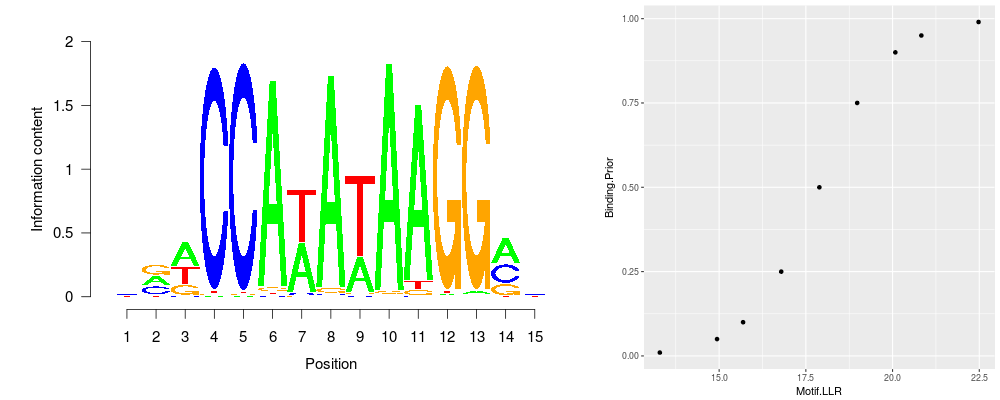 2
1.5
1
0.5
0
Information content
1 2 3 4 5 6 7 8 9 10 11 12 13 14 15
Position
G
A
C
A
T
G
C
C
A
T
A
A
T
A
A
A
T
G
G
G
A
C
G
1.00
0.75
0.50
0.25
0.00
Binding.Prior
15.0 17.5 20.0 22.5
Motif.LLR